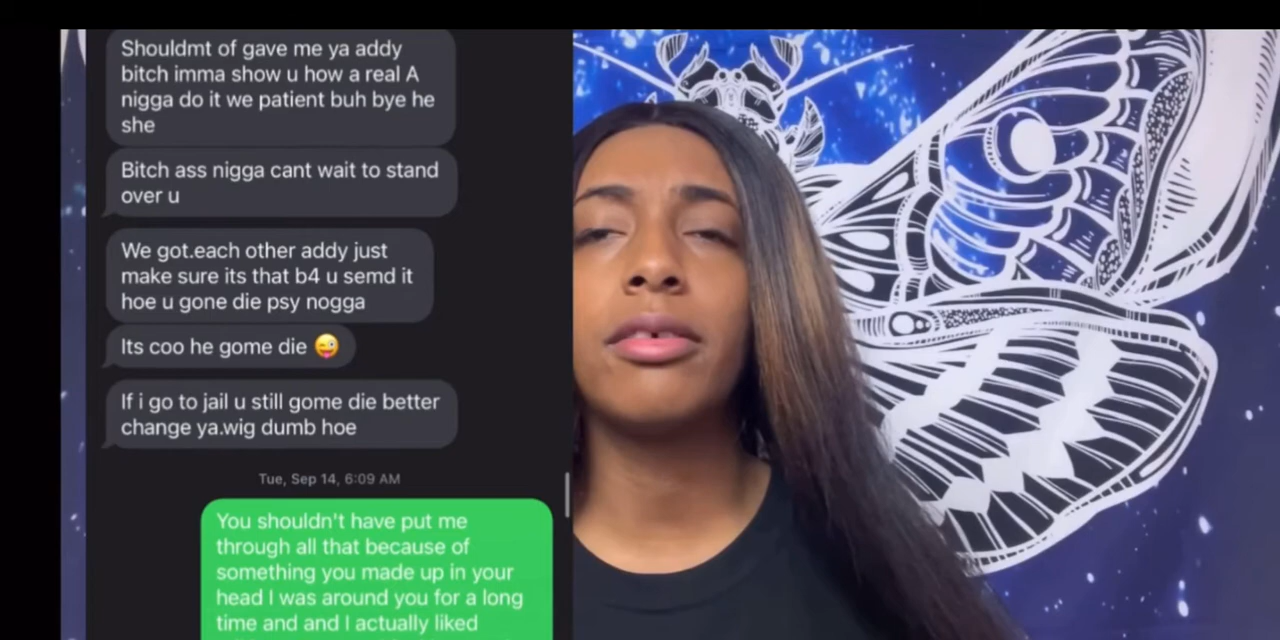 Shouldmt of gave me ya addy
bitch imma show u how a real A
nigga do it we patient buh bye he
she
Bitch ass nigga cant wait to stand
over u
We got.each other addy just
make sure its that b4 u semd it
hoe u gone die psy nogga
Its coo he gome die 😜
If i go to jail u still gome die better
change ya.wig dumb hoe
Tue, Sep 14, 6:09 AM
You shouldn't have put me
through all that because of
something you made up in your
head I was around you for a long
time and and I actually liked